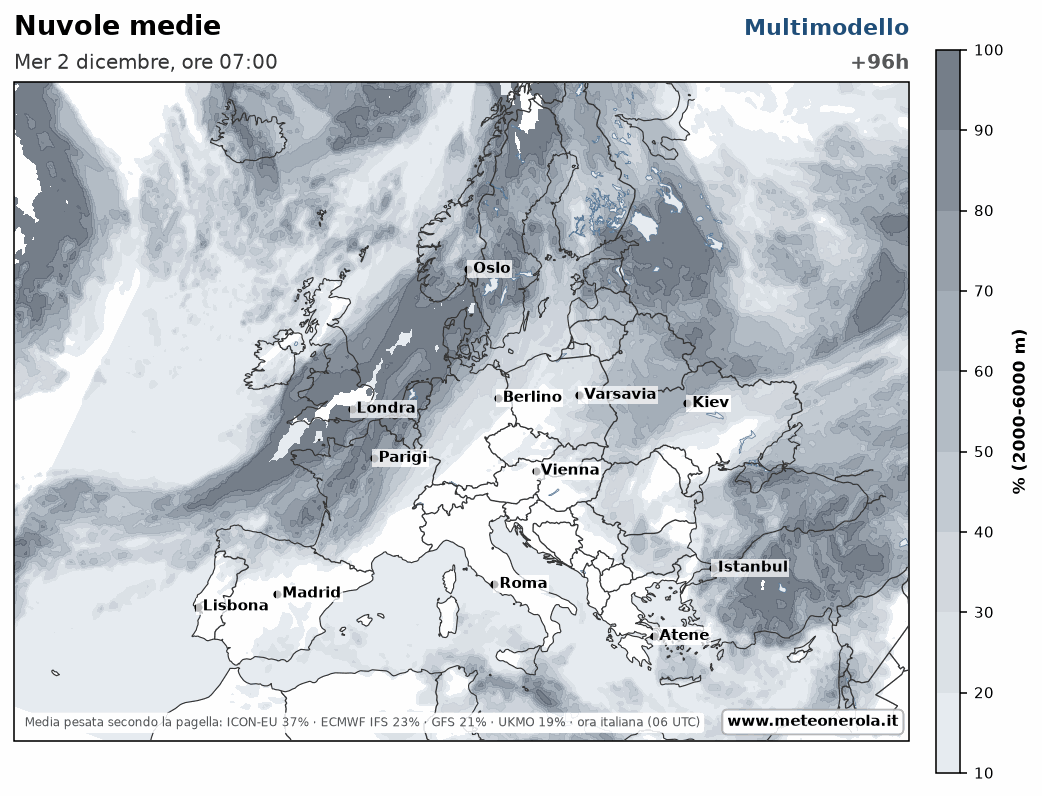 Nuvole medie
Multimodello
Mer 2 dicembre, ore 07:00
+96h
100
90
80
70
60
50
40
30
20
10
% (2000-6000 m)
Oslo
Berlino
Varsavia
Kiev
Londra
Parigi
Vienna
Istanbul
Roma
Madrid
Lisbona
Atene
Media pesata secondo la pagella: ICON-EU 37% · ECMWF IFS 23% · GFS 21% · UKMO 19% · ora italiana (06 UTC)
www.meteonerola.it